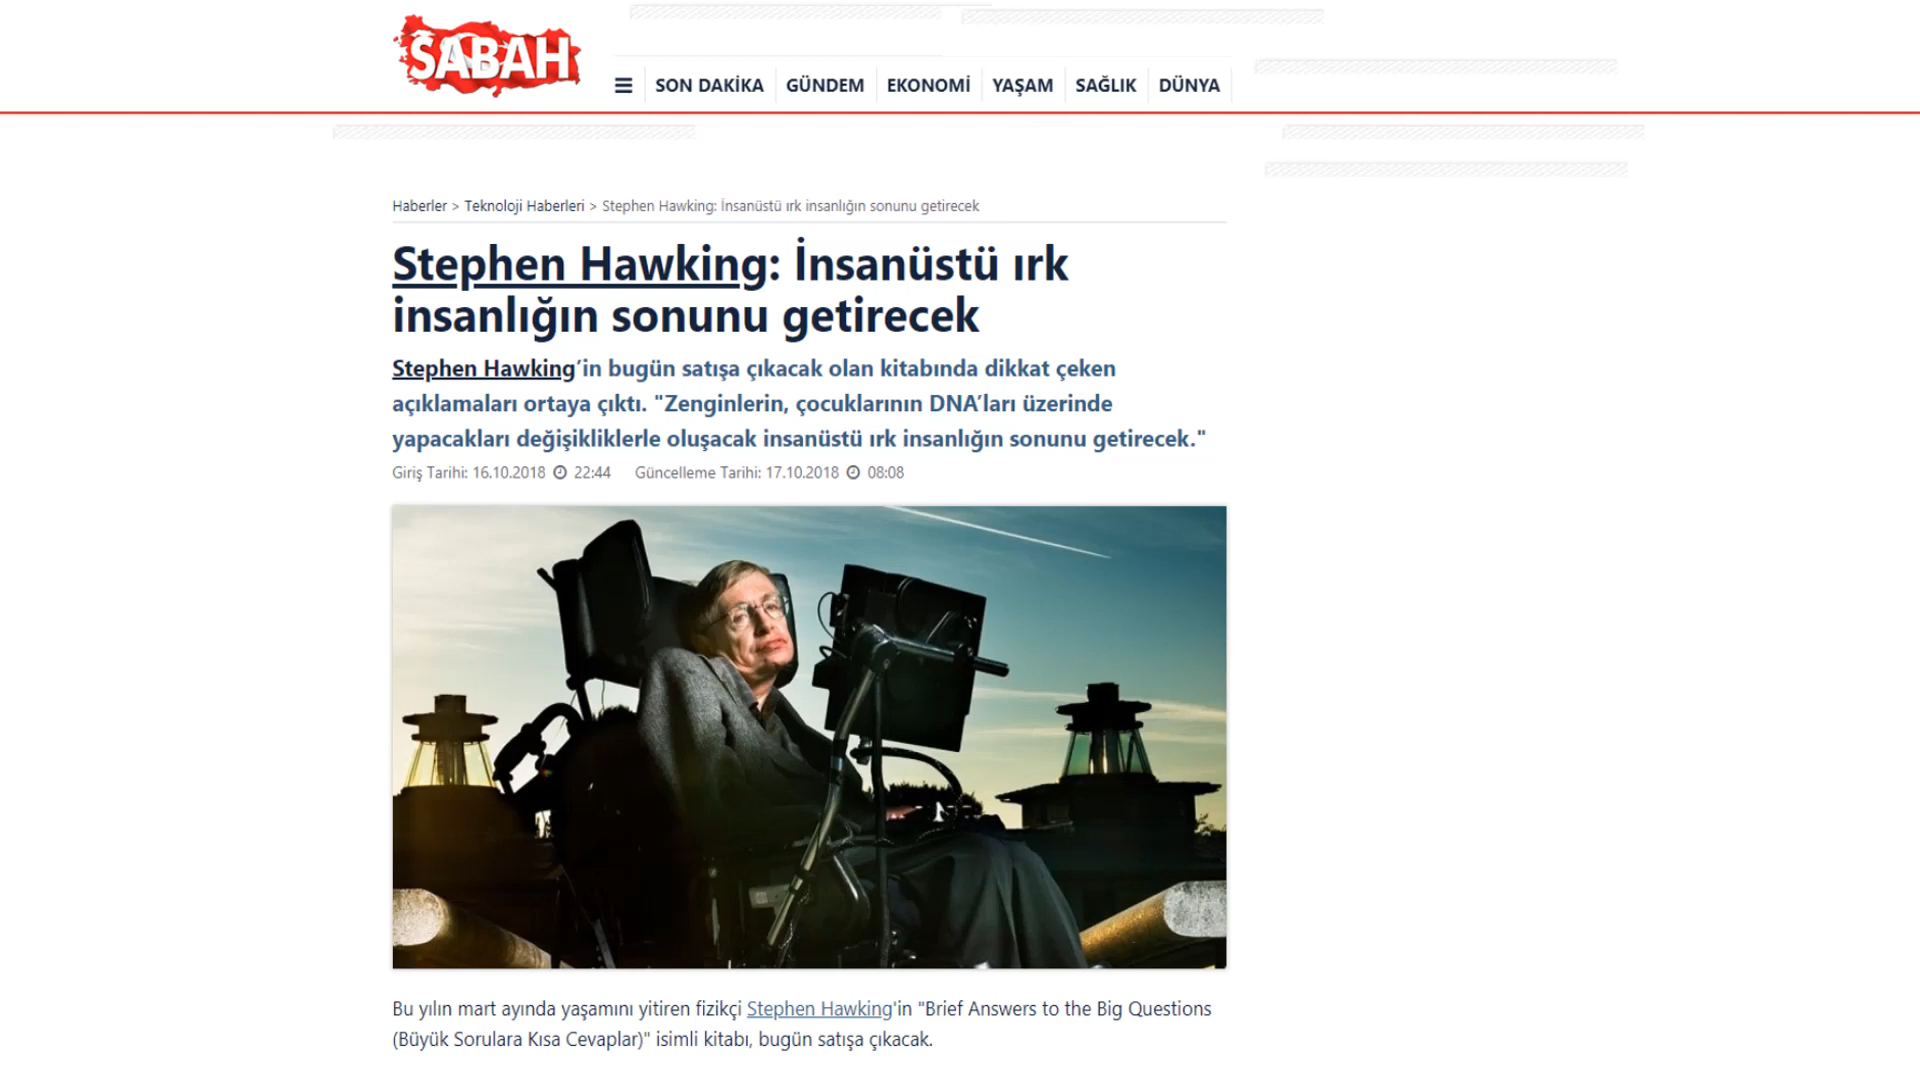 SABAH
SON DAKİKA
GÜNDEM
EKONOMİ
YAŞAM
SAĞLIK
DÜNYA
Haberler > Teknoloji Haberleri > Stephen Hawking: İnsanüstü ırk insanlığın sonunu getirecek
Stephen Hawking: İnsanüstü ırk
insanlığın sonunu getirecek
Stephen Hawking’in bugün satışa çıkacak olan kitabında dikkat çeken
açıklamaları ortaya çıktı. "Zenginlerin, çocuklarının DNA’ları üzerinde
yapacakları değişikliklerle oluşacak insanüstü ırk insanlığın sonunu getirecek."
Giriş Tarihi: 16.10.2018 22:44 Güncelleme Tarihi: 17.10.2018 08:08
Bu yılın mart ayında yaşamını yitiren fizikçi Stephen Hawking'in "Brief Answers to the Big Questions
(Büyük Sorulara Kısa Cevaplar)" isimli kitabı, bugün satışa çıkacak.